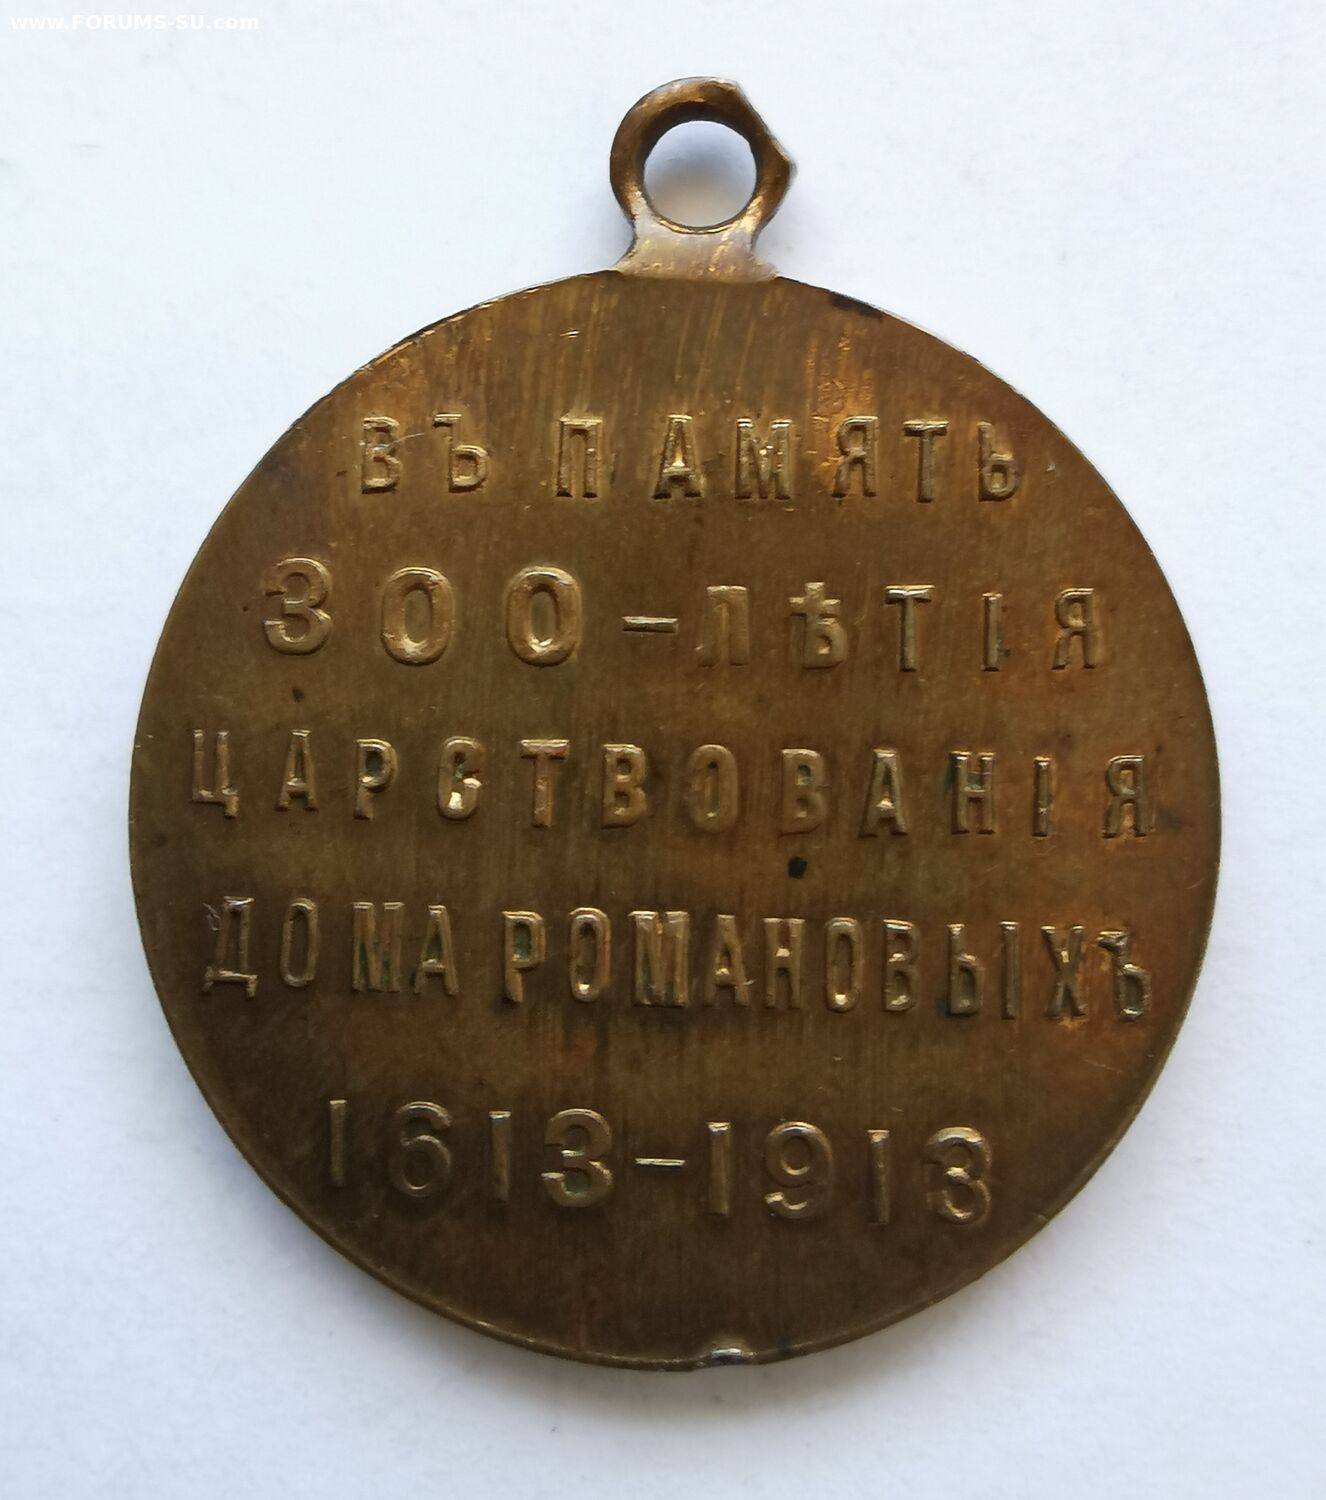 www.FORUMS-SU.com
ВЪ ПАМЯТЬ
300-ЛѢТІЯ
ЦАРСТВОВАНІЯ
ДОМА РОМАНОВЫХЪ
1613-1913